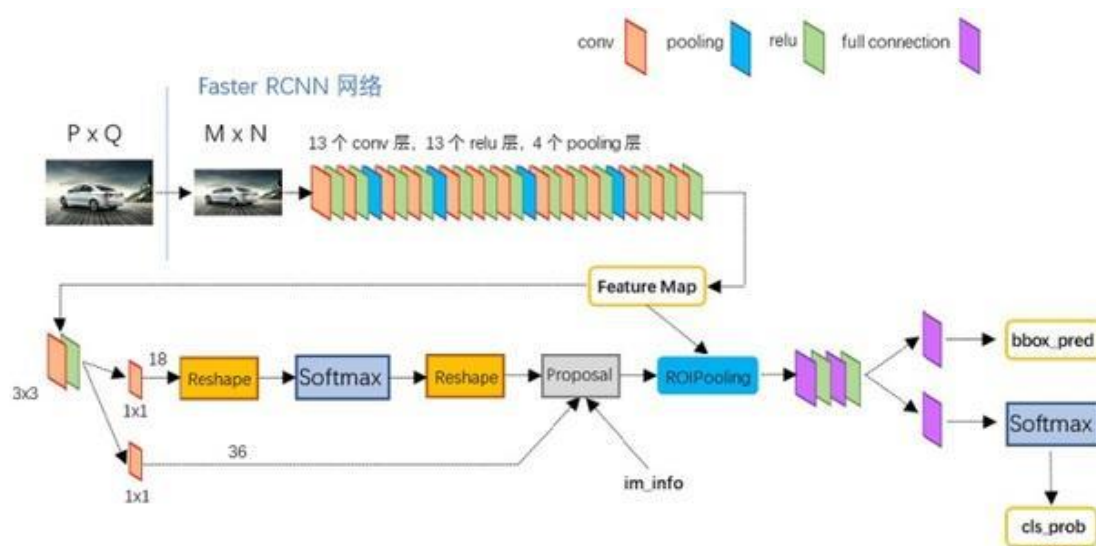 conv pooling relu full connection
Faster RCNN 网络
P x Q
M x N
13 个 conv 层, 13 个 relu 层, 4 个 pooling 层
Feature Map
3x3
18
1x1
Reshape
Softmax
Reshape
Proposal
ROIPooling
bbox_pred
Softmax
36
1x1
im_info
cls_prob